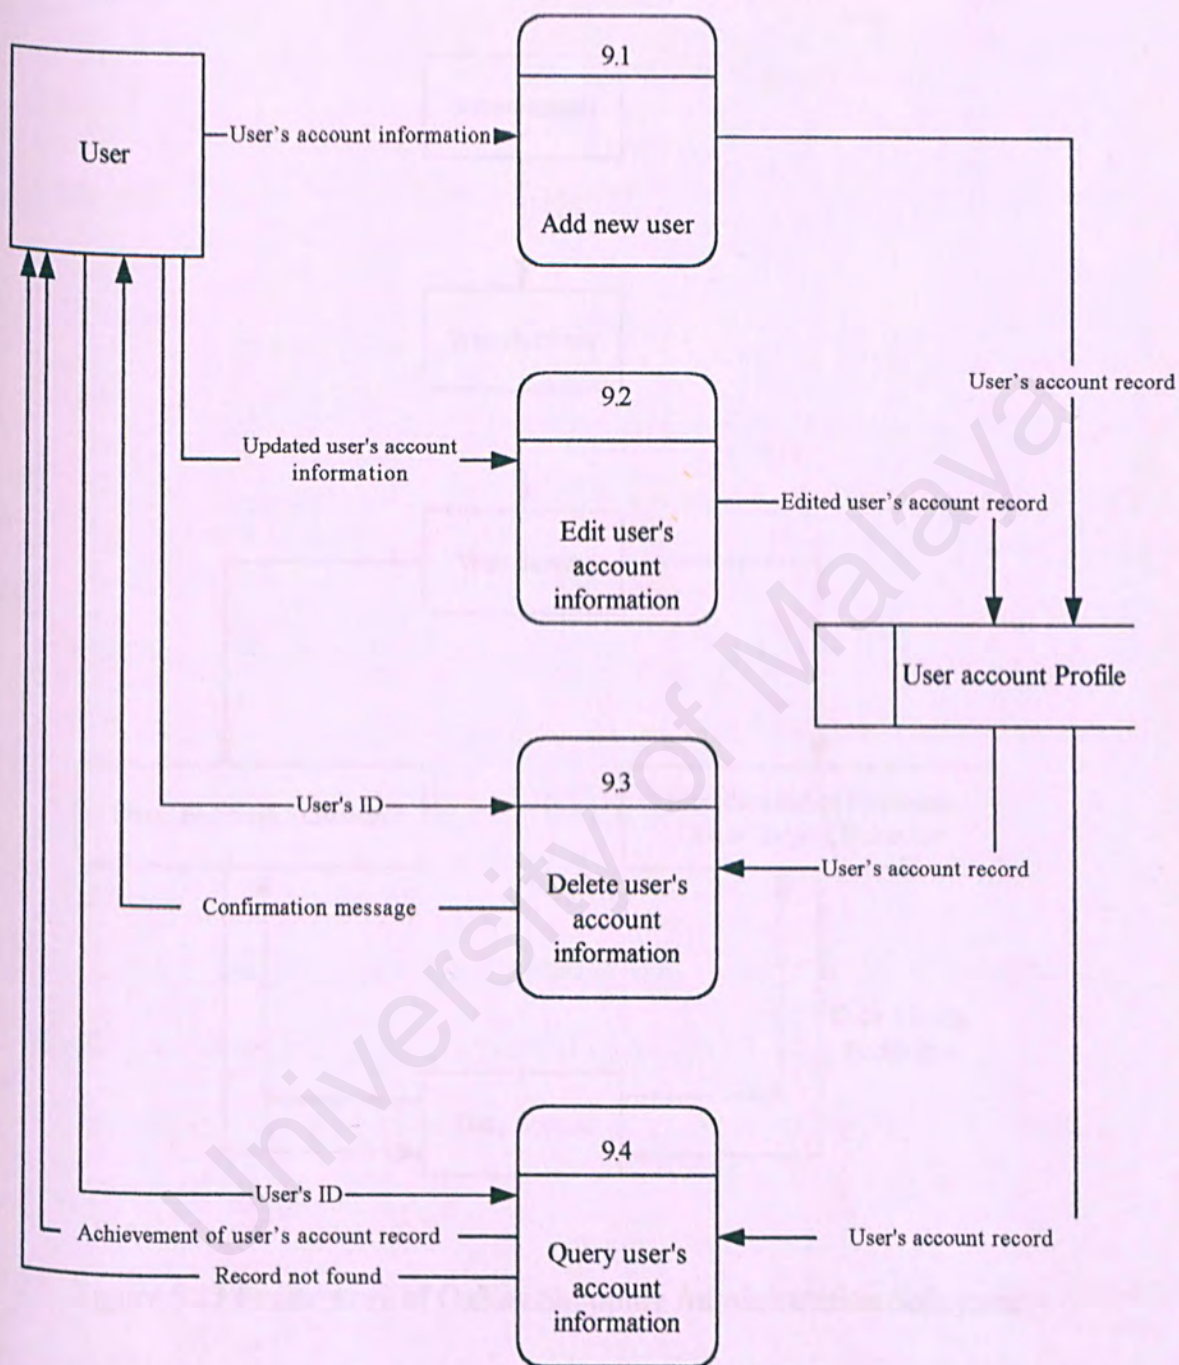 9.1
User
User's account information
Add new user
User's account record
9.2
Updated user's account
information
Edited user's account record
Edit user's
account
information
User account Profile
9.3
User's ID
User's account record
Delete user's
account
information
Confirmation message
9.4
User's ID
Achievement of user's account record
User's account record
Query user's
account
information
Record not found
University of Malaya